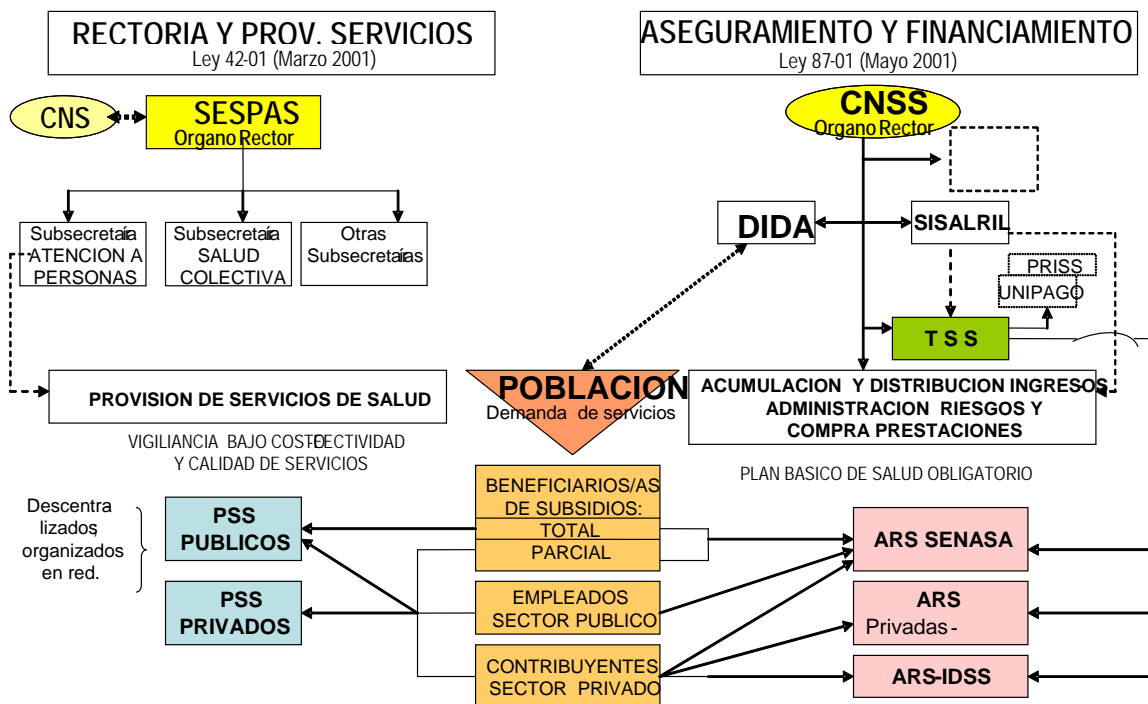 RECTORIA Y PROV. SERVICIOS
Ley 42-01 (Marzo 2001)
ASEGURAMIENTO Y FINANCIAMIENTO
Ley 87-01 (Mayo 2001)
CNS
SESPAS
Organo Rector
CNSS
Organo Rector
Subsecretaría
ATENCION A
PERSONAS
Subsecretaría
SALUD
COLECTIVA
Otras
Subsecretarías
DIDA
SISALRIL
PRISS
UNIPAGO
T S S
PROVISION DE SERVICIOS DE SALUD
POBLACION
Demanda de servicios
ACUMULACION Y DISTRIBUCION INGRESOS,
ADMINISTRACION RIESGOS Y
COMPRA PRESTACIONES
VIGILIANCIA BAJO COSTO-EFECTIVIDAD
Y CALIDAD DE SERVICIOS
PLAN BASICO DE SALUD OBLIGATORIO
Descentra
lizados,
organizados
en red.
PSS
PUBLICOS
PSS
PRIVADOS
BENEFICIARIOS/AS
DE SUBSIDIOS:
TOTAL
PARCIAL
EMPLEADOS
SECTOR PUBLICO
CONTRIBUYENTES
SECTOR PRIVADO
ARS SENASA
ARS
Privadas -
ARS-IDSS